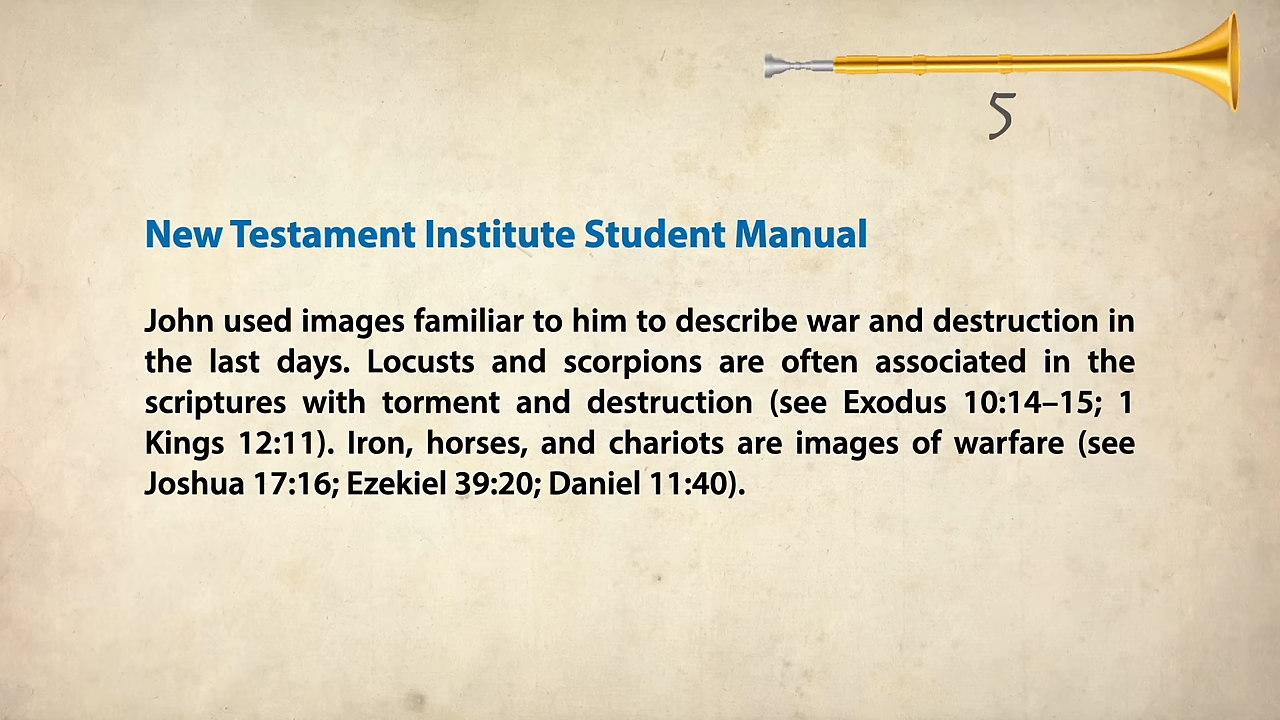 5
New Testament Institute Student Manual
John used images familiar to him to describe war and destruction in
the last days. Locusts and scorpions are often associated in the
scriptures with torment and destruction (see Exodus 10:14–15; 1
Kings 12:11). Iron, horses, and chariots are images of warfare (see
Joshua 17:16; Ezekiel 39:20; Daniel 11:40).